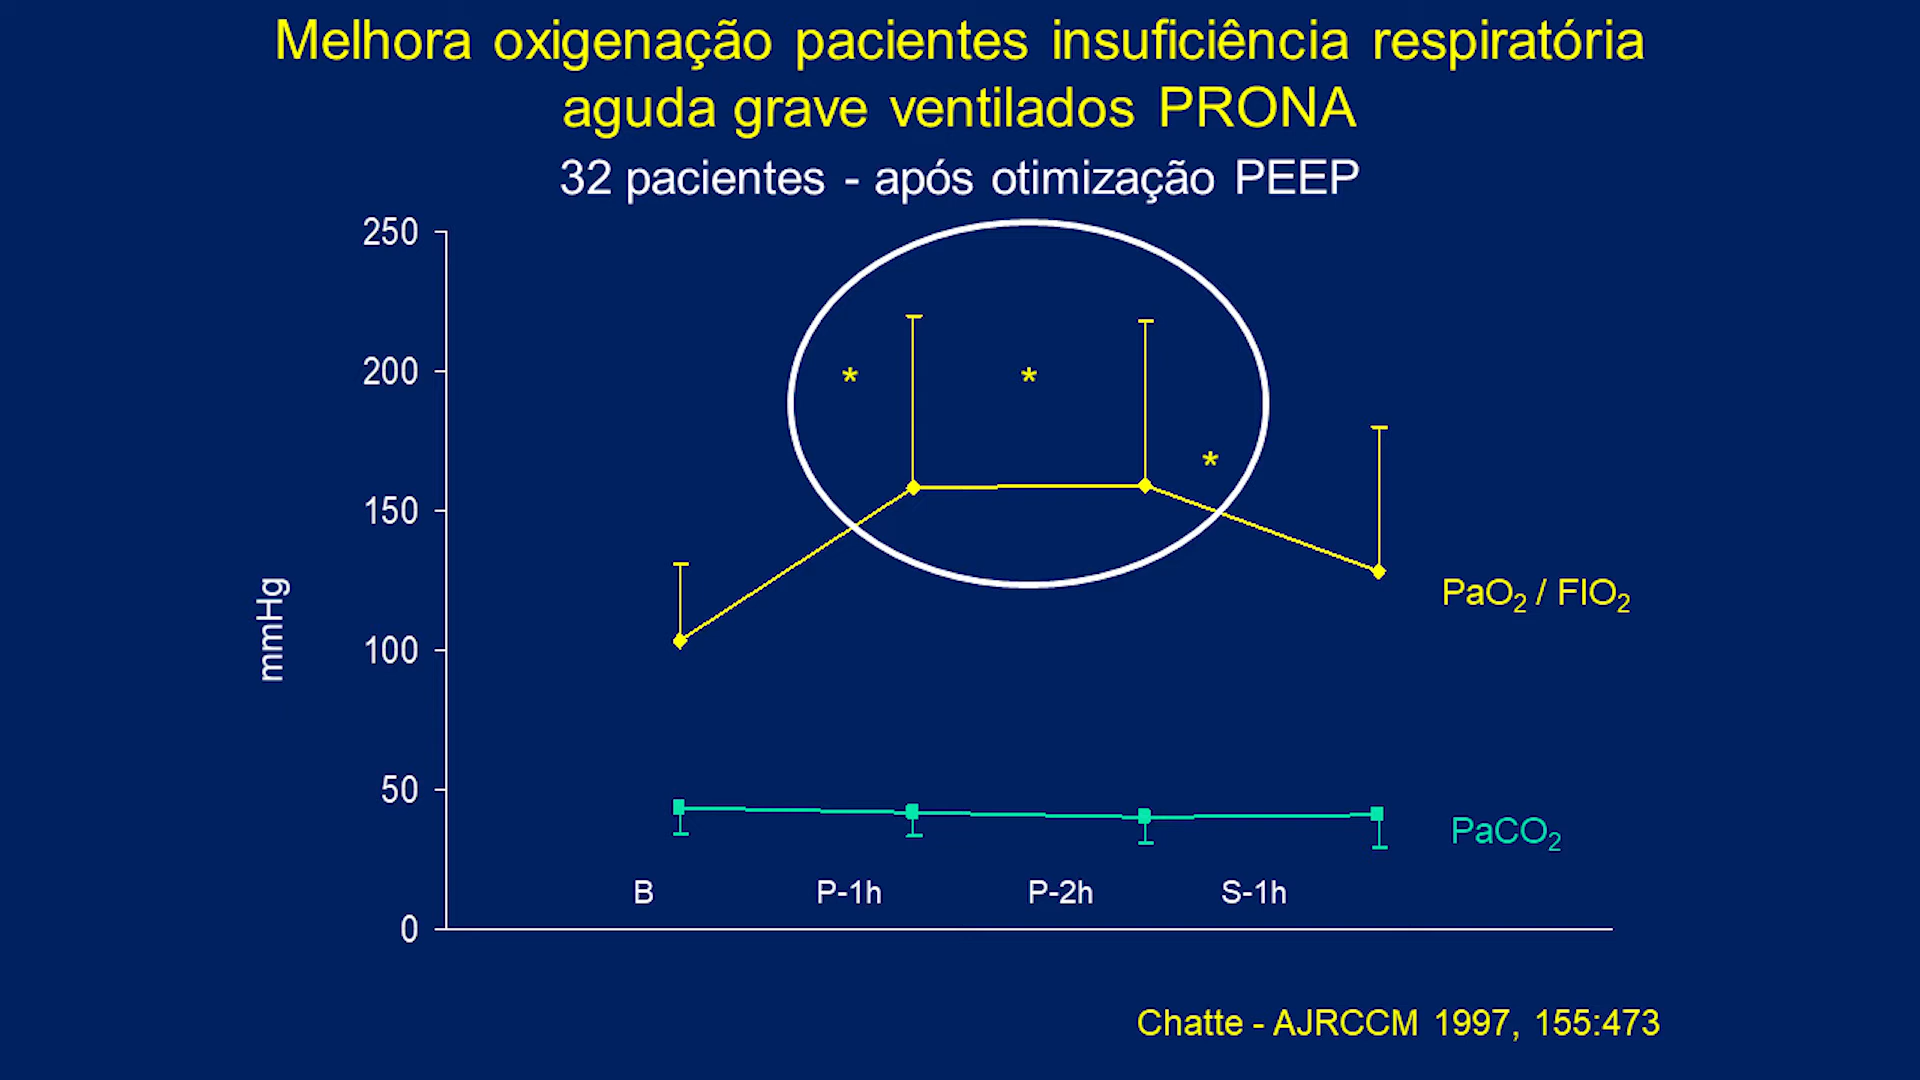 Melhora oxigenação pacientes insuficiência respiratória
aguda grave ventilados PRONA
32 pacientes - após otimização PEEP
250
200
150
100
50
0
mmHg
*
*
*
PaO₂ / FIO₂
PaCO₂
B P-1h P-2h S-1h
Chatte - AJRCCM 1997, 155:473